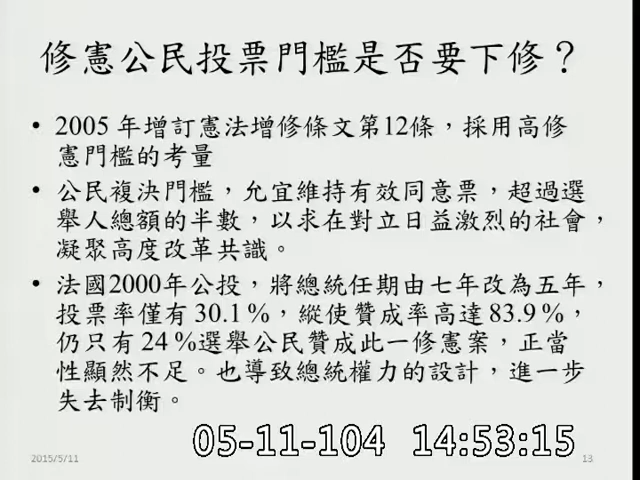 修憲公民投票門檻是否要下修？
• 2005 年增訂憲法增修條文第12條，採用高修
憲門檻的考量
• 公民複決門檻，允宜維持有效同意票，超過選
舉人總額的半數，以求在對立日益激烈的社會，
凝聚高度改革共識。
• 法國2000年公投，將總統任期由七年改為五年，
投票率僅有 30.1%，縱使贊成率高達 83.9%，
仍只有 24%選舉公民贊成此一修憲案，正當
性顯然不足。也導致總統權力的設計，進一步
失去制衡。
05-11-104 14:53:15
2015/5/11
13